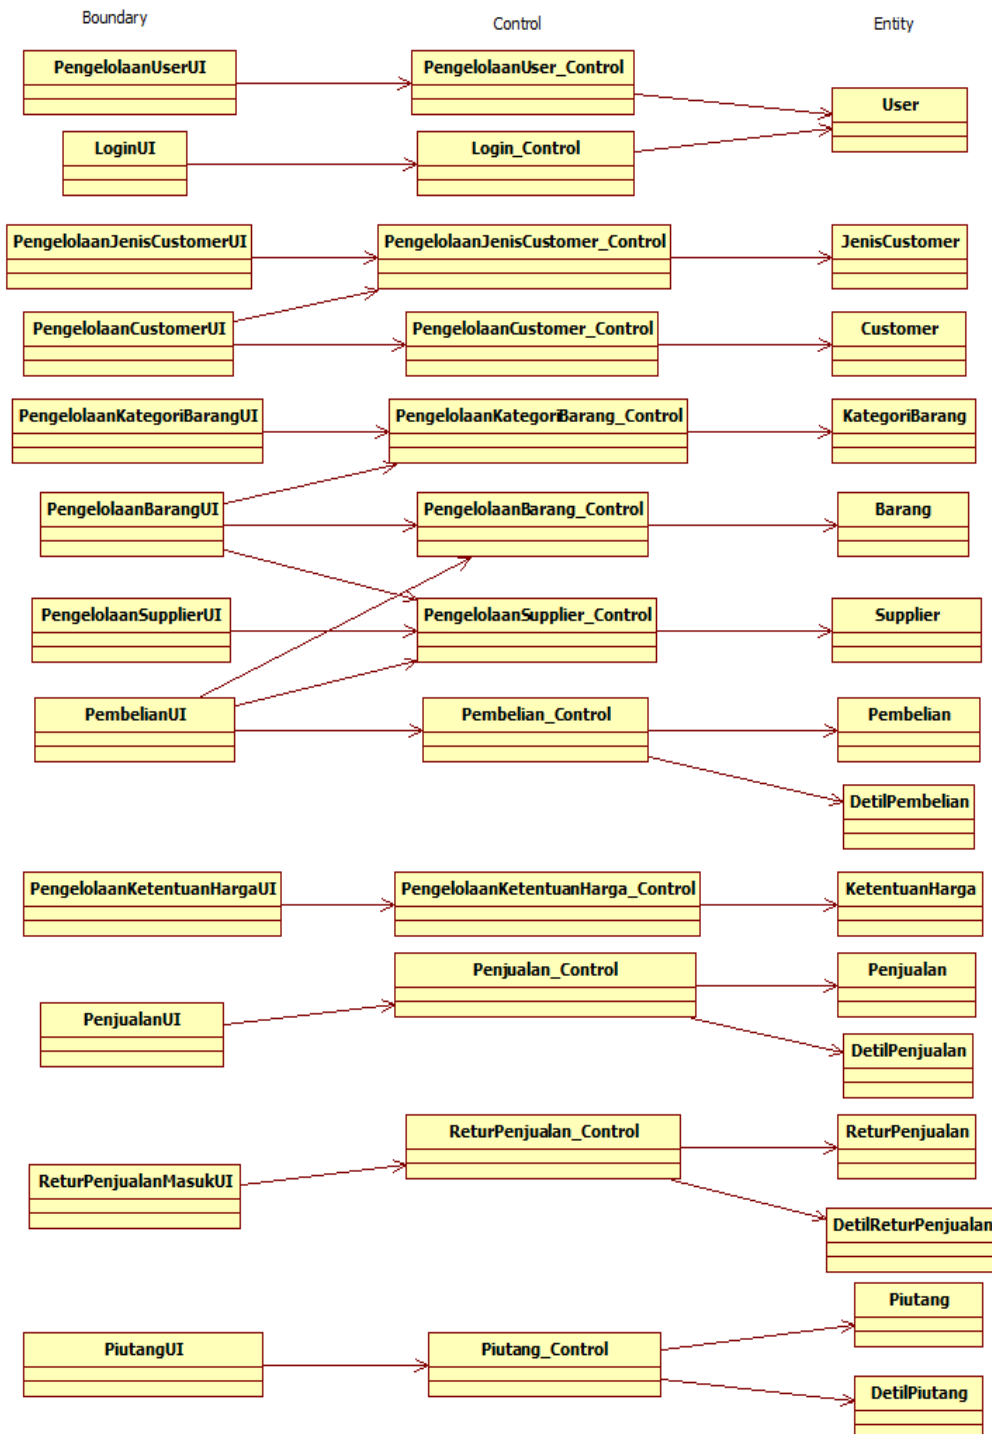 Boundary
Control
Entity
PengelolaanUserUI
PengelolaanUser_Control
User
LoginUI
Login_Control
PengelolaanJenisCustomerUI
PengelolaanJenisCustomer_Control
JenisCustomer
PengelolaanCustomerUI
PengelolaanCustomer_Control
Customer
PengelolaanKategoriBarangUI
PengelolaanKategoriBarang_Control
KategoriBarang
PengelolaanBarangUI
PengelolaanBarang_Control
Barang
PengelolaanSupplierUI
PengelolaanSupplier_Control
Supplier
PembelianUI
Pembelian_Control
Pembelian
DetilPembelian
PengelolaanKetentuanHargaUI
PengelolaanKetentuanHarga_Control
KetentuanHarga
Penjualan_Control
Penjualan
PenjualanUI
DetilPenjualan
ReturPenjualan_Control
ReturPenjualan
ReturPenjualanMasukUI
DetilReturPenjualan
Piutang
PiutangUI
Piutang_Control
DetilPiutang